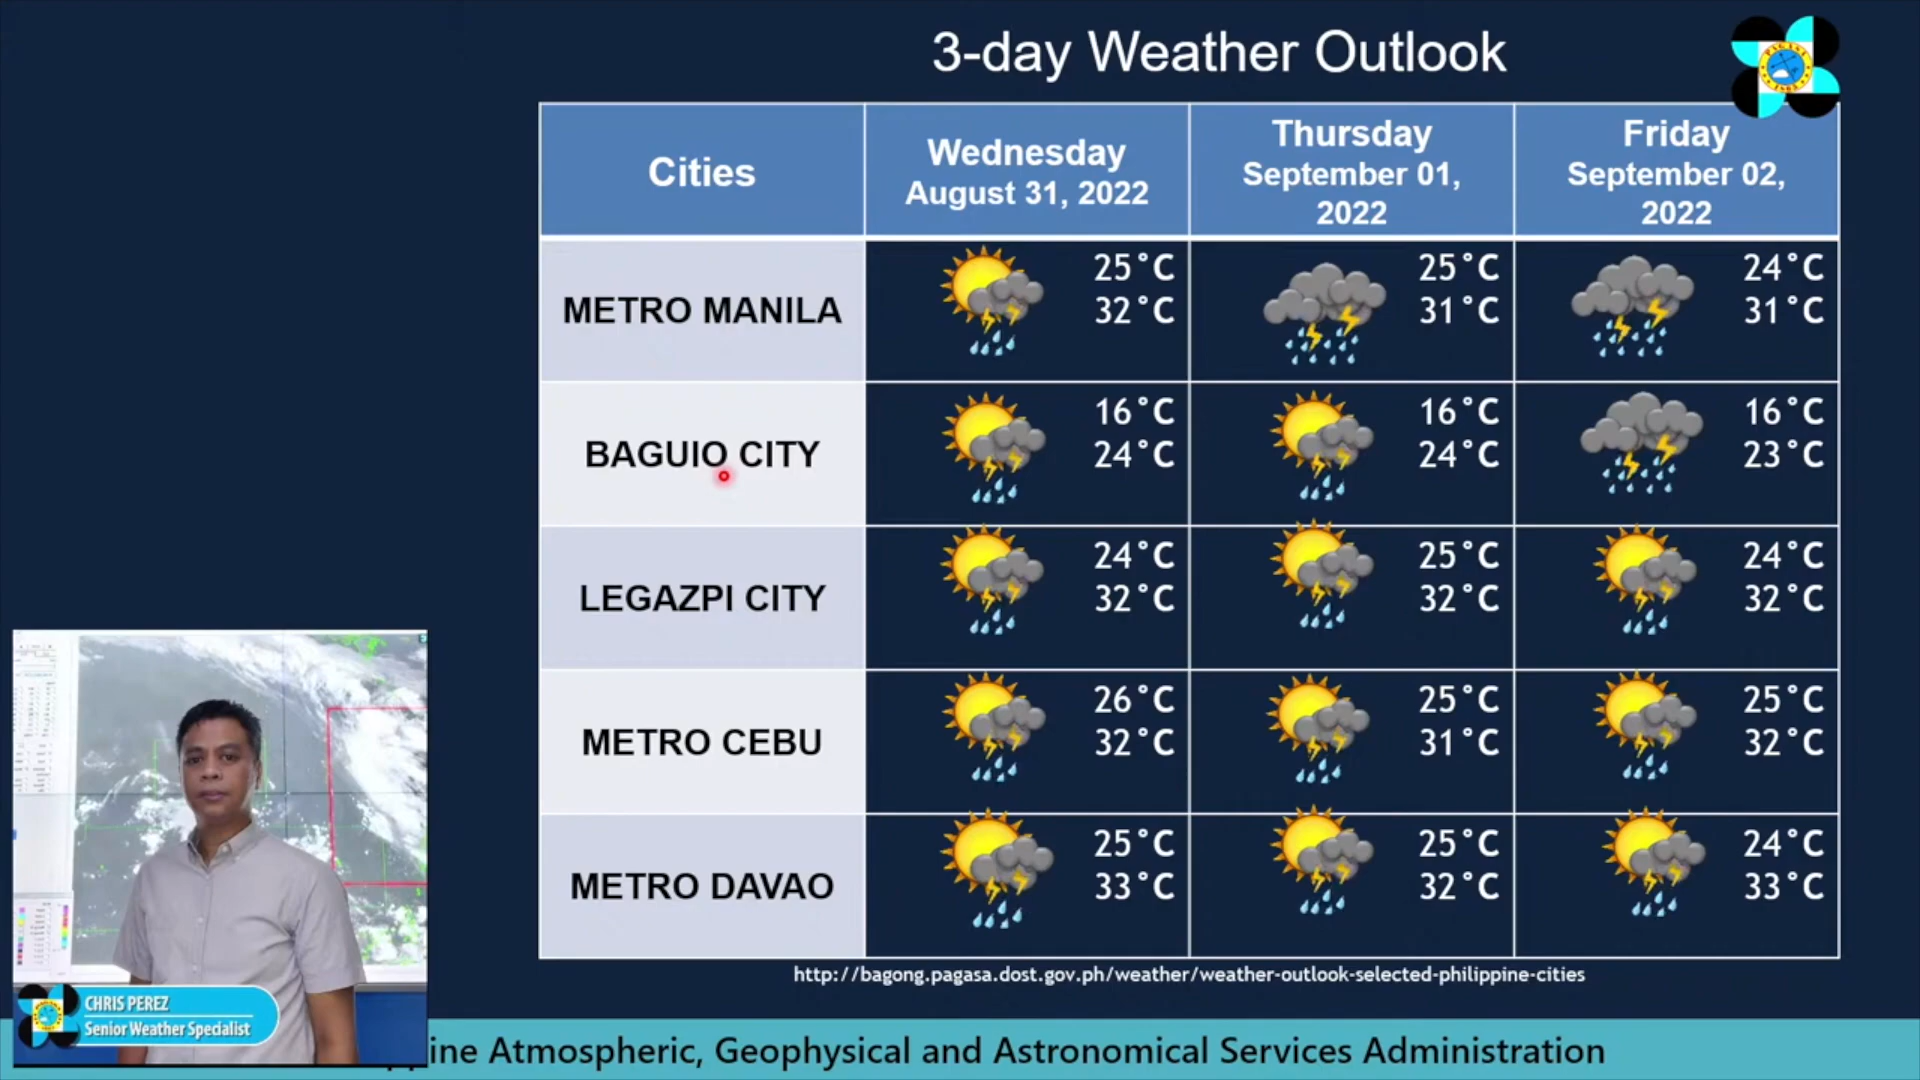 3-day Weather Outlook
PAGASA
Cities
Wednesday
August 31, 2022
Thursday
September 01,
2022
Friday
September 02,
2022
METRO MANILA
25°C
32°C
25°C
31°C
24°C
31°C
BAGUIO CITY
16°C
24°C
16°C
24°C
16°C
23°C
LEGAZPI CITY
24°C
32°C
25°C
32°C
24°C
32°C
METRO CEBU
26°C
32°C
25°C
31°C
25°C
32°C
METRO DAVAO
25°C
33°C
25°C
32°C
24°C
33°C
http://bagong.pagasa.dost.gov.ph/weather/weather-outlook-selected-philippine-cities
CHRIS PEREZ
Senior Weather Specialist
ine Atmospheric, Geophysical and Astronomical Services Administration